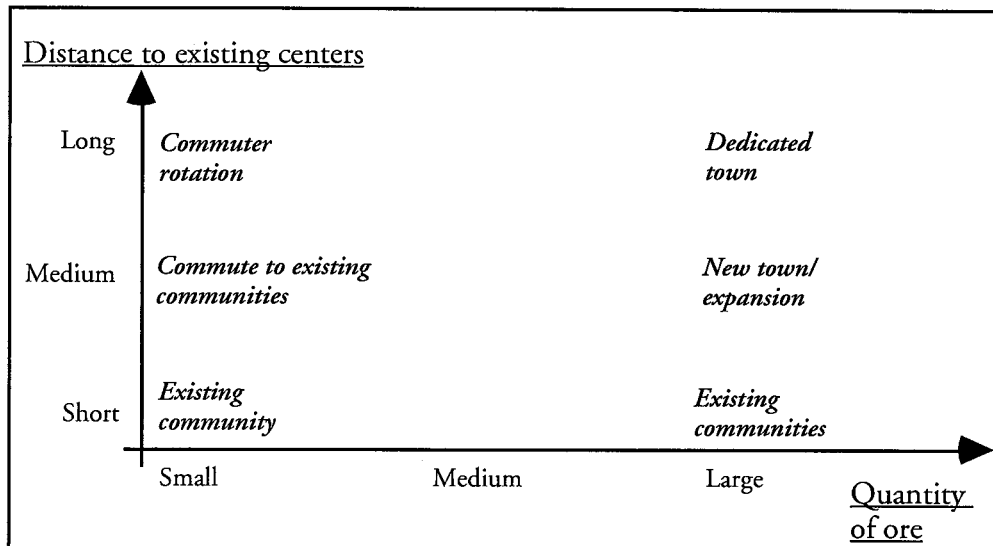 Distance to existing centers
Long
Commuter
rotation
Dedicated
town
Medium
Commute to existing
communities
New town/
expansion
Short
Existing
community
Existing
communities
Small
Medium
Large
Quantity
of ore